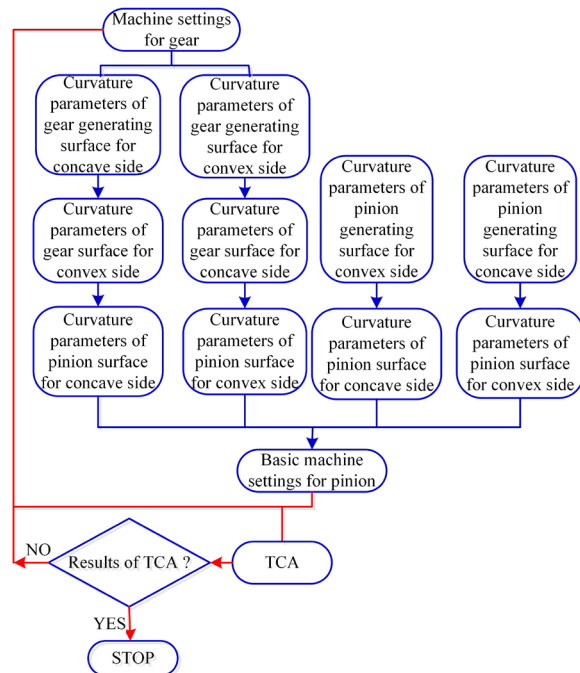 Machine settings
for gear
Curvature
parameters of
gear generating
surface for
concave side
Curvature
parameters of
gear generating
surface for
convex side
Curvature
parameters of
pinion
generating
surface for
convex side
Curvature
parameters of
pinion
generating
surface for
concave side
Curvature
parameters of
gear surface for
convex side
Curvature
parameters of
gear surface for
concave side
Curvature
parameters of
pinion surface
for concave side
Curvature
parameters of
pinion surface
for convex side
Curvature
parameters of
pinion surface for
concave side
Curvature
parameters of
pinion surface
for convex side
Basic machine
settings for pinion
NO
Results of TCA ?
TCA
YES
STOP